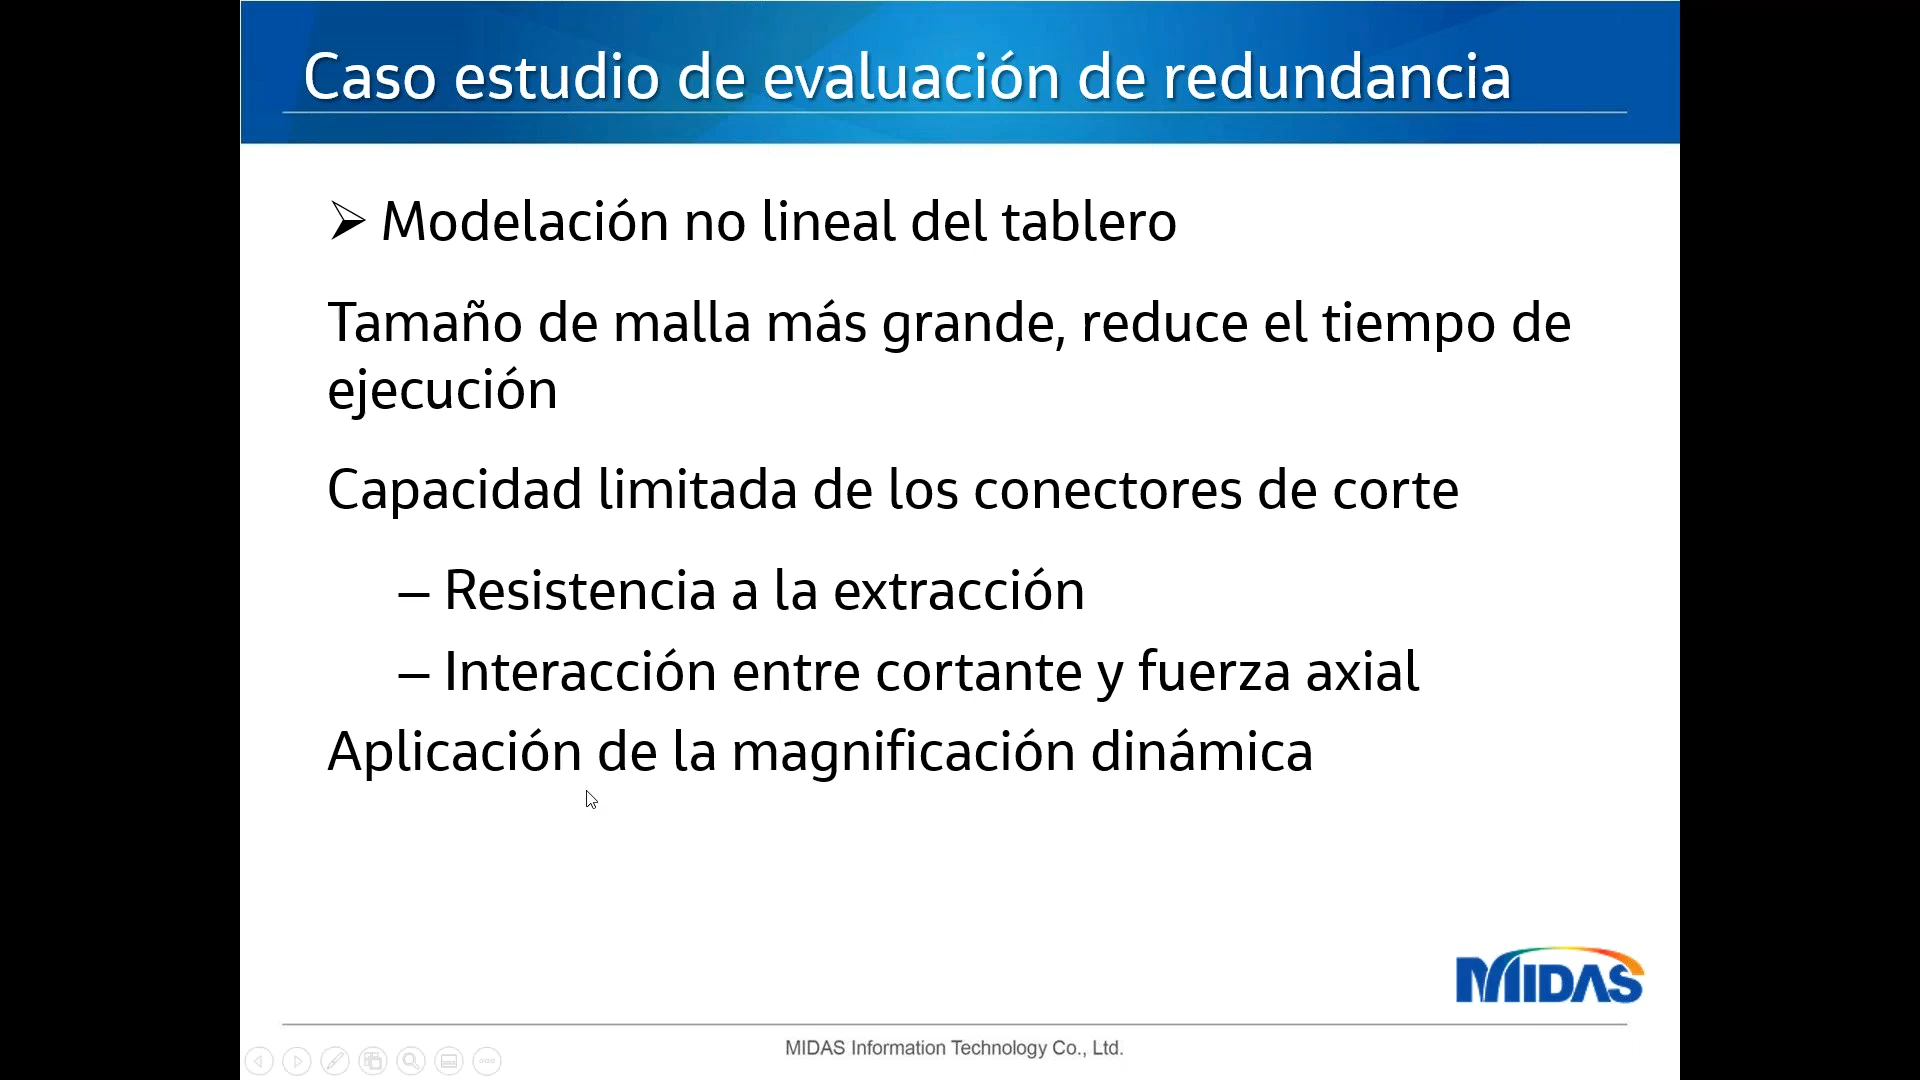 Caso estudio de evaluación de redundancia
➢ Modelación no lineal del tablero
Tamaño de malla más grande, reduce el tiempo de
ejecución
Capacidad limitada de los conectores de corte
– Resistencia a la extracción
– Interacción entre cortante y fuerza axial
Aplicación de la magnificación dinámica
MIDAS
MIDAS Information Technology Co., Ltd.